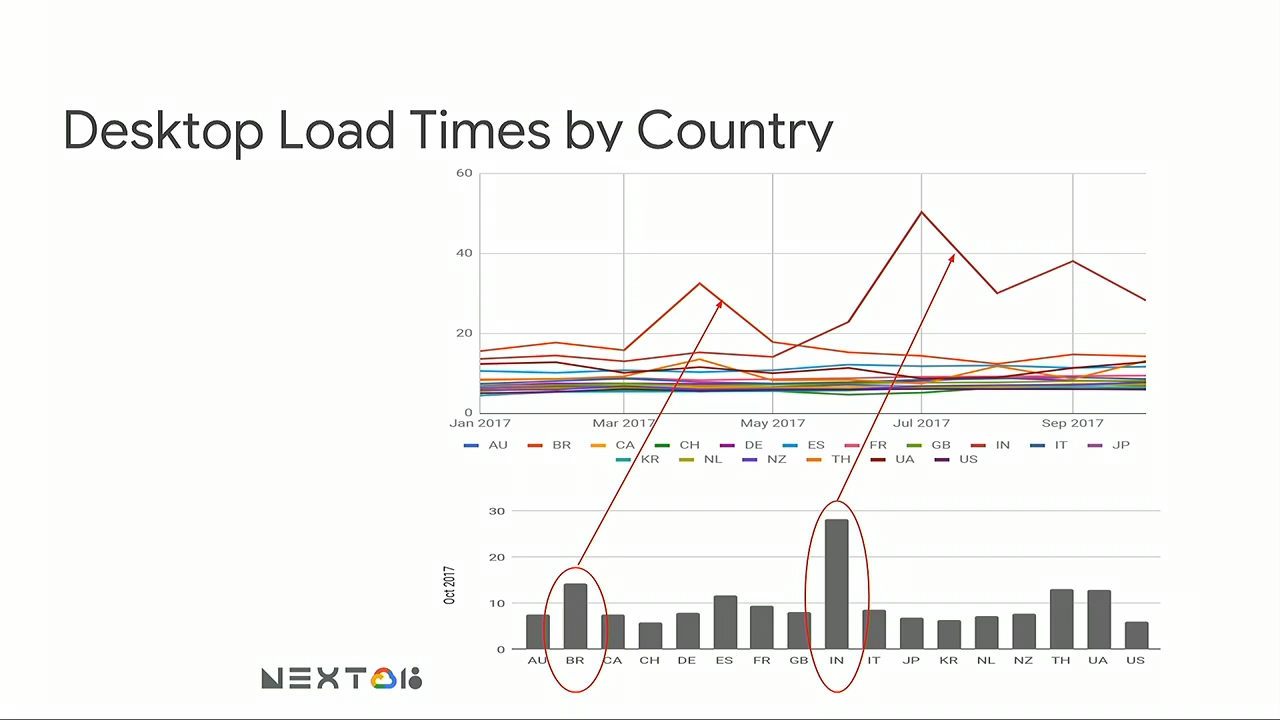 Desktop Load Times by Country
60
40
20
0
Jan 2017 Mar 2017 May 2017 Jul 2017 Sep 2017
AU BR CA CH DE ES FR GB IN IT JP
KR NL NZ TH UA US
30
20
10
0
Oct 2017
AU BR CA CH DE ES FR GB IN IT JP KR NL NZ TH UA US
NEXT 18